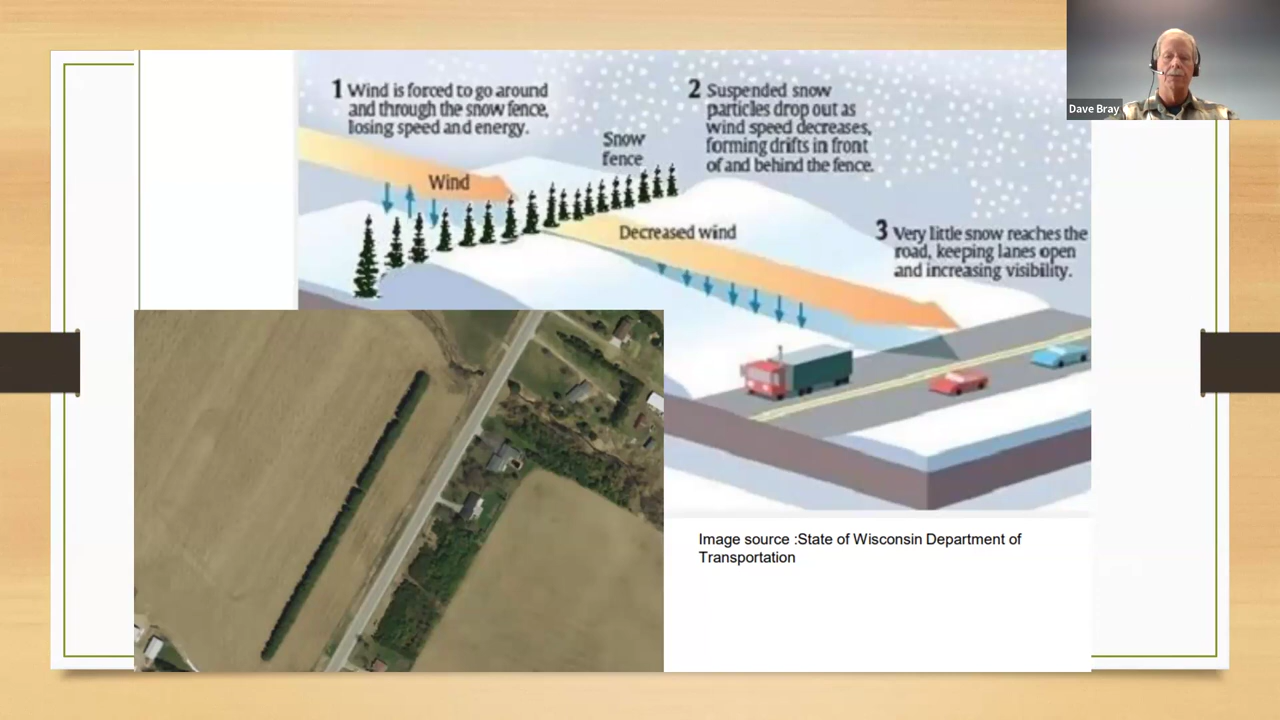 1 Wind is forced to go around
and through the snow fence,
losing speed and energy.
2 Suspended snow
particles drop out as
wind speed decreases,
forming drifts in front
of and behind the fence.
Snow
fence
Wind
Decreased wind
3 Very little snow reaches the
road, keeping lanes open
and increasing visibility.
Image source :State of Wisconsin Department of
Transportation
Dave Bray